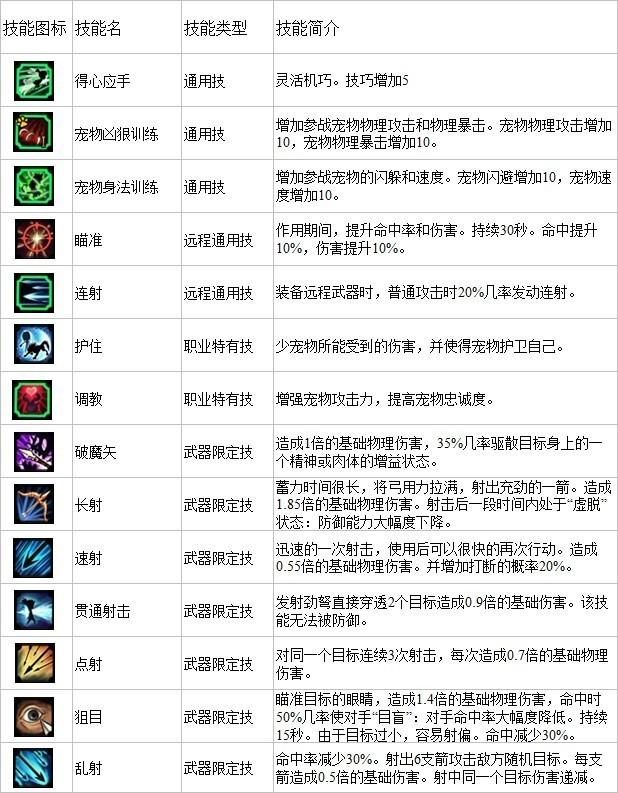 技能图标 技能名 技能类型 技能简介
得心应手 通用技 灵活机巧。技巧增加5
宠物凶狠训练 通用技 增加参战宠物物理攻击和物理暴击。宠物物理攻击增加
10，宠物物理暴击增加10。
宠物身法训练 通用技 增加参战宠物的闪躲和速度。宠物闪避增加10，宠物速
度增加10。
瞄准 远程通用技 作用期间，提升命中率和伤害。持续30秒。命中提升
10%，伤害提升10%。
连射 远程通用技 装备远程武器时，普通攻击时20%几率发动连射。
护住 职业特有技 少宠物所能受到的伤害，并使得宠物护卫自己。
调教 职业特有技 增强宠物攻击力，提高宠物忠诚度。
破魔矢 武器限定技 造成1倍的基础物理伤害，35%几率驱散目标身上的一
个精神或肉体的增益状态。
长射 武器限定技 蓄力时间很长，将弓用力拉满，射出充劲的一箭。造成
1.85倍的基础物理伤害。射击后一段时间内处于“虚脱”
状态：防御能力大幅度下降。
速射 武器限定技 迅速的一次射击，使用后可以很快的再次行动。造成
0.55倍的基础物理伤害。并增加打断的概率20%。
贯通射击 武器限定技 发射劲弩直接穿透2个目标造成0.9倍的基础伤害。该技
能无法被防御。
点射 武器限定技 对同一个目标连续3次射击，每次造成0.7倍的基础物理
伤害。
狙目 武器限定技 瞄准目标的眼睛，造成1.4倍的基础物理伤害，命中时
50%几率使对手“目盲”：对手命中率大幅度降低。持续
15秒。由于目标过小，容易射偏。命中减少30%。
乱射 武器限定技 命中率减少30%。射出6支箭攻击敌方随机目标。每支
箭造成0.5倍的基础伤害。射中同一个目标伤害递减。